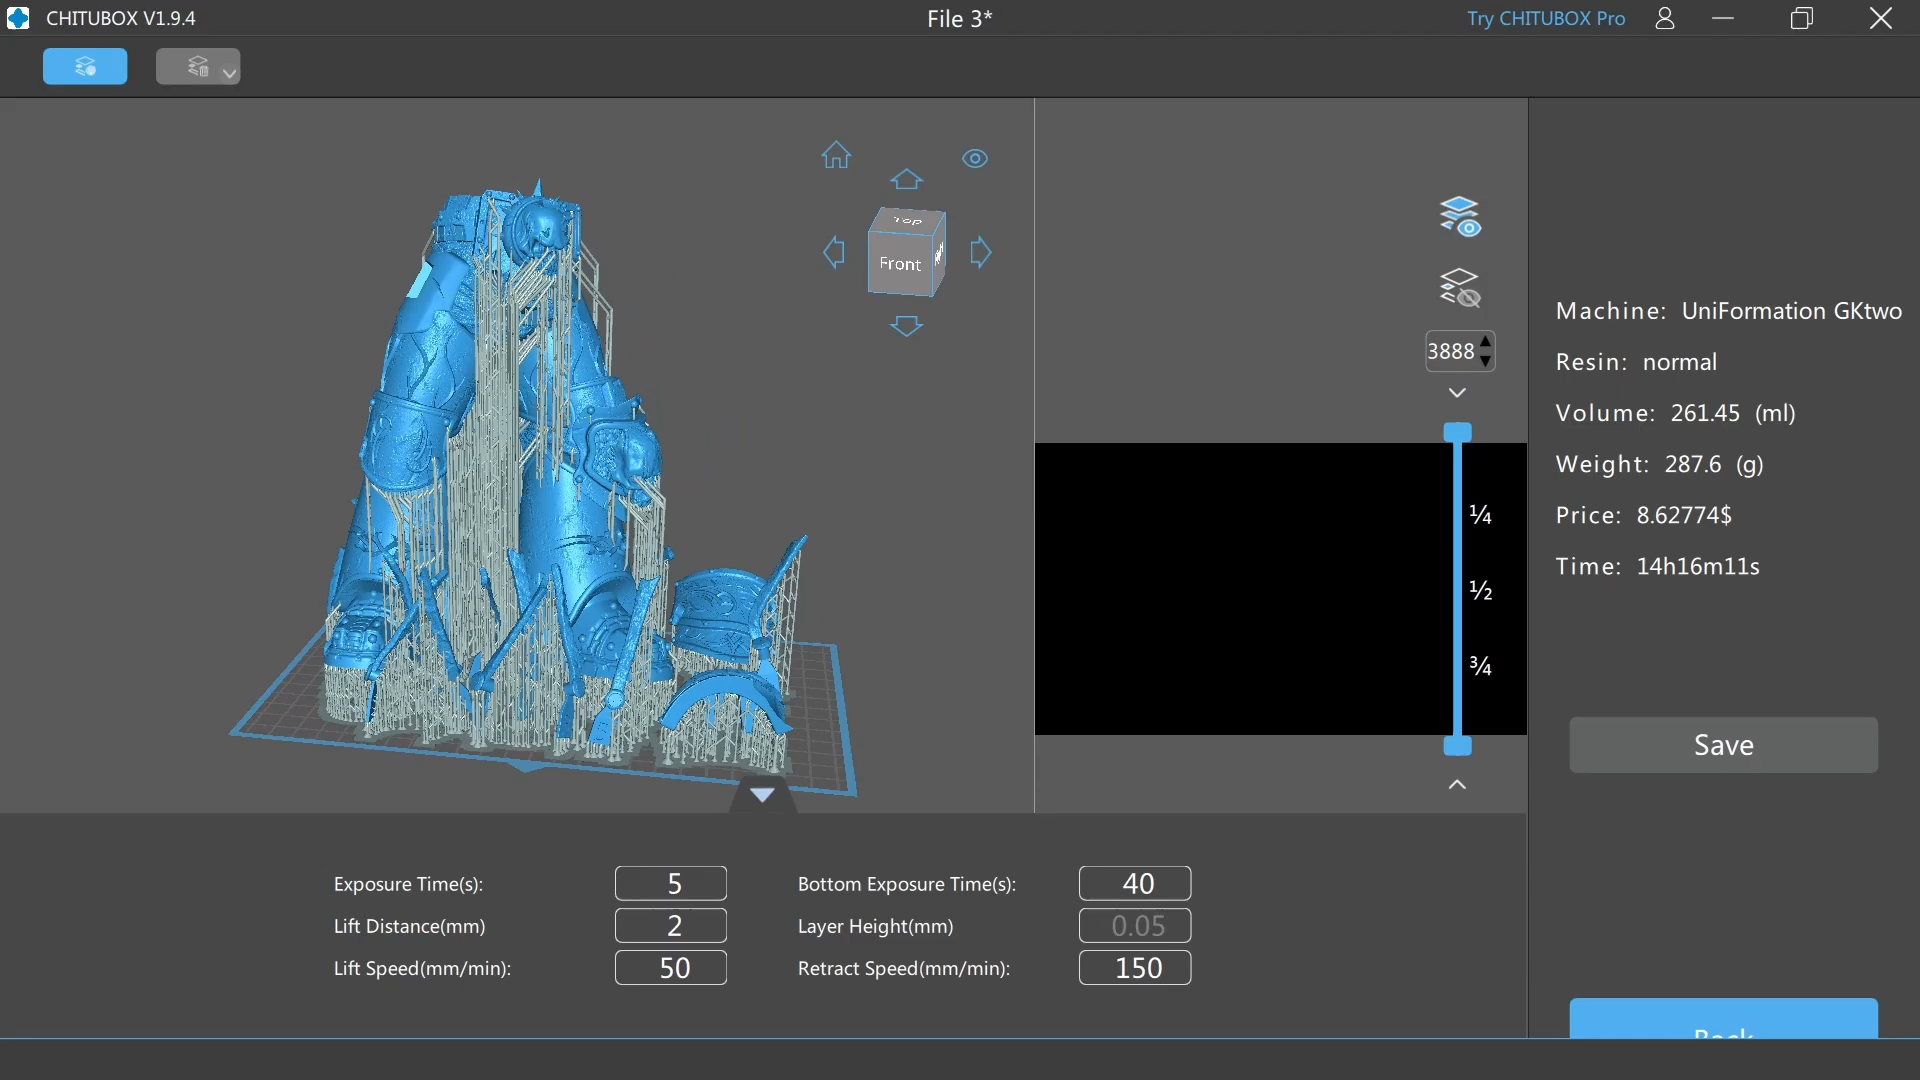 CHITUBOX V1.9.4
File 3*
Try CHITUBOX Pro
Top
Front
3888
¼
½
¾
Machine: UniFormation GKtwo
Resin: normal
Volume: 261.45 (ml)
Weight: 287.6 (g)
Price: 8.62774$
Time: 14h16m11s
Save
Back
Exposure Time(s): 5
Bottom Exposure Time(s): 40
Lift Distance(mm) 2
Layer Height(mm) 0.05
Lift Speed(mm/min): 50
Retract Speed(mm/min): 150